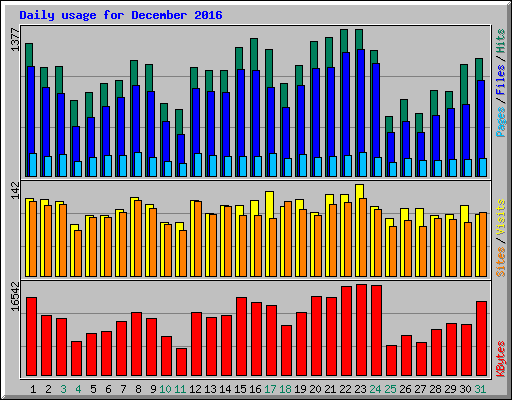 Daily usage for December 2016
1377
Pages / Files / Hits
142
Sites / Visits
16542
KBytes
1 2 3 4 5 6 7 8 9 10 11 12 13 14 15 16 17 18 19 20 21 22 23 24 25 26 27 28 29 30 31